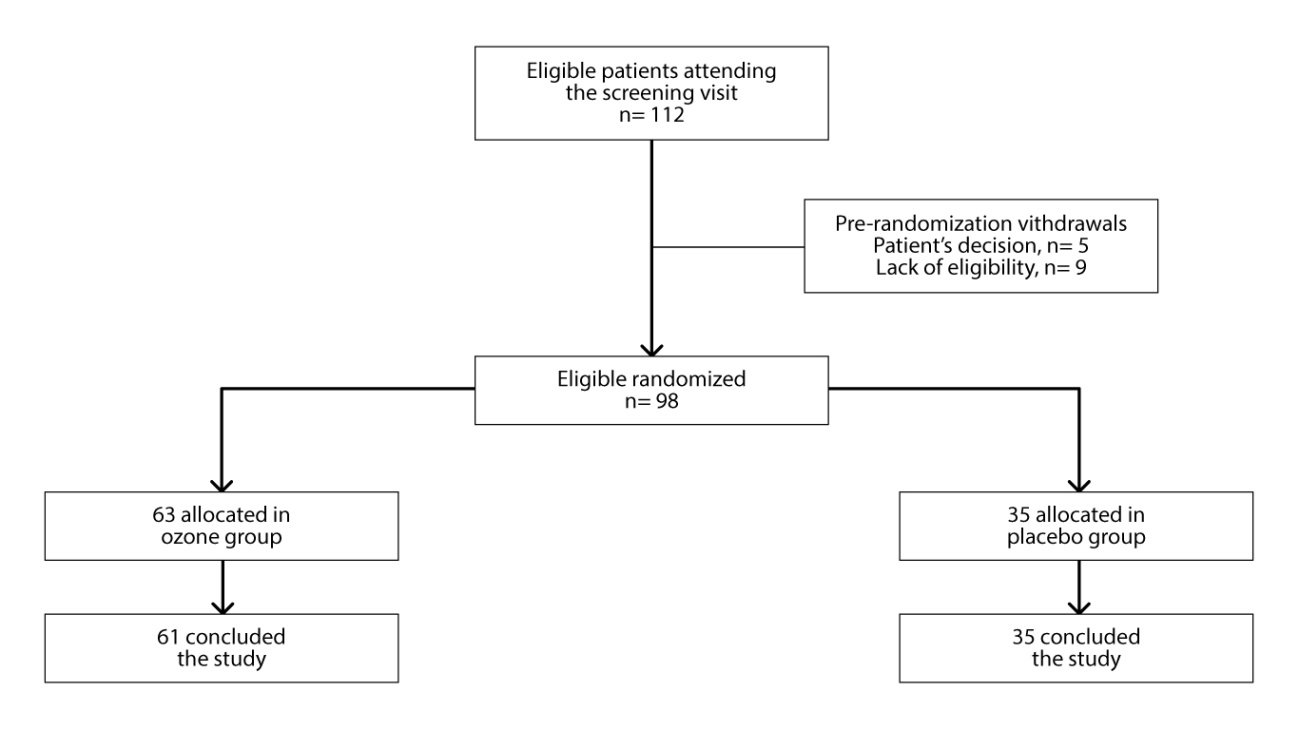 Eligible patients attending
the screening visit
n= 112
Pre-randomization vithdrawals
Patient’s decision, n= 5
Lack of eligibility, n= 9
Eligible randomized
n= 98
63 allocated in
ozone group
35 allocated in
placebo group
61 concluded
the study
35 concluded
the study